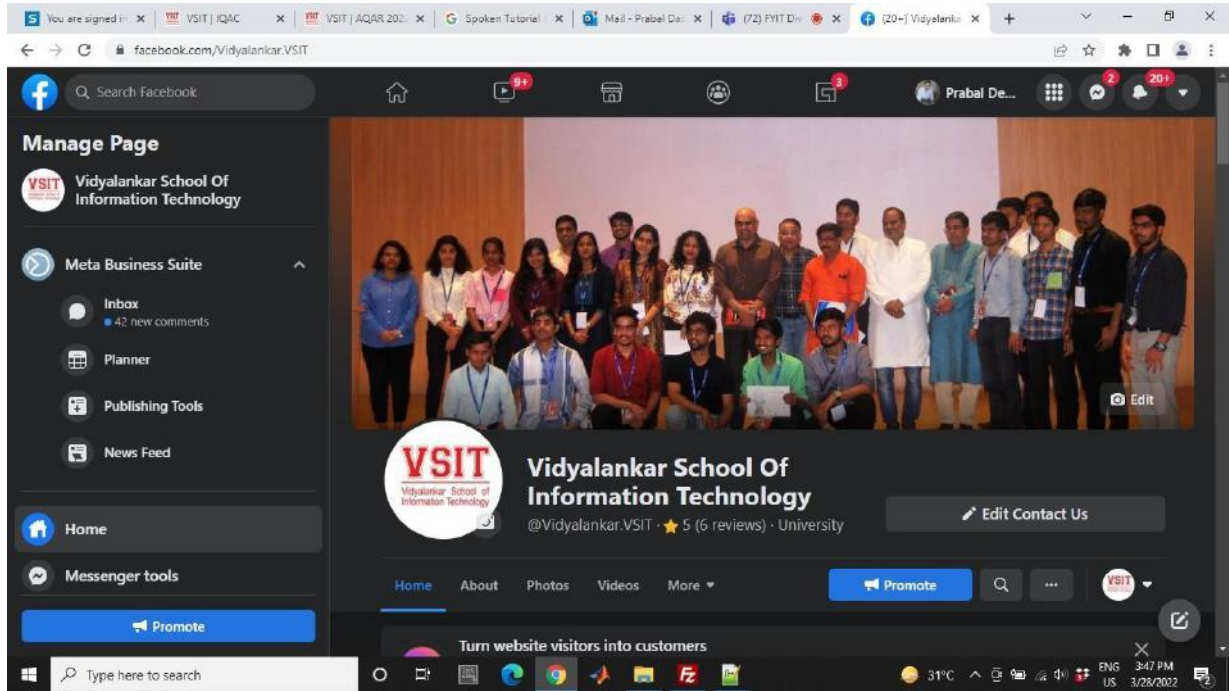 You are signed in
VSIT | IQAC
VSIT | AQAR 202
Spoken Tutorial
Mail - Prabal Da
(72) FYIT Div
(20+) Vidyalanka
facebook.com/Vidyalankar.VSIT
Search Facebook
9+
3
Prabal De...
2
20+
Manage Page
VSIT
Vidyalankar School Of
Information Technology
Meta Business Suite
Inbox
42 new comments
Planner
Publishing Tools
News Feed
Home
Messenger tools
Promote
Edit
VSIT
Vidyalankar School of
Information Technology
Vidyalankar School Of
Information Technology
@Vidyalankar.VSIT · 5 (6 reviews) · University
Edit Contact Us
Home
About
Photos
Videos
More
Promote
VSIT
Turn website visitors into customers
Type here to search
31°C
ENG
US
3:47 PM
3/28/2022
2